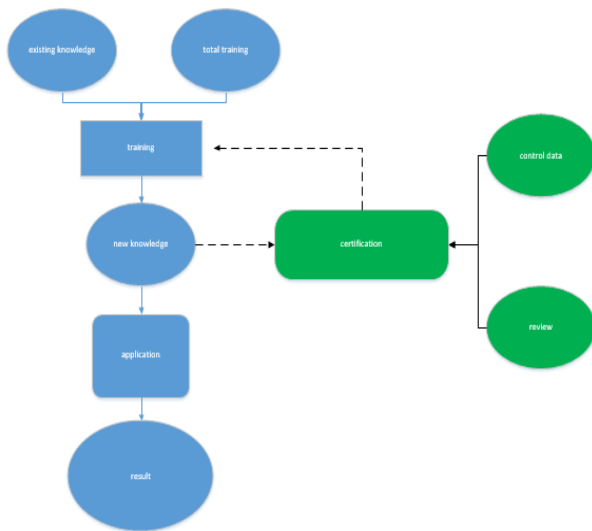 existing knowledge
total training
training
control data
new knowledge
certification
review
application
result